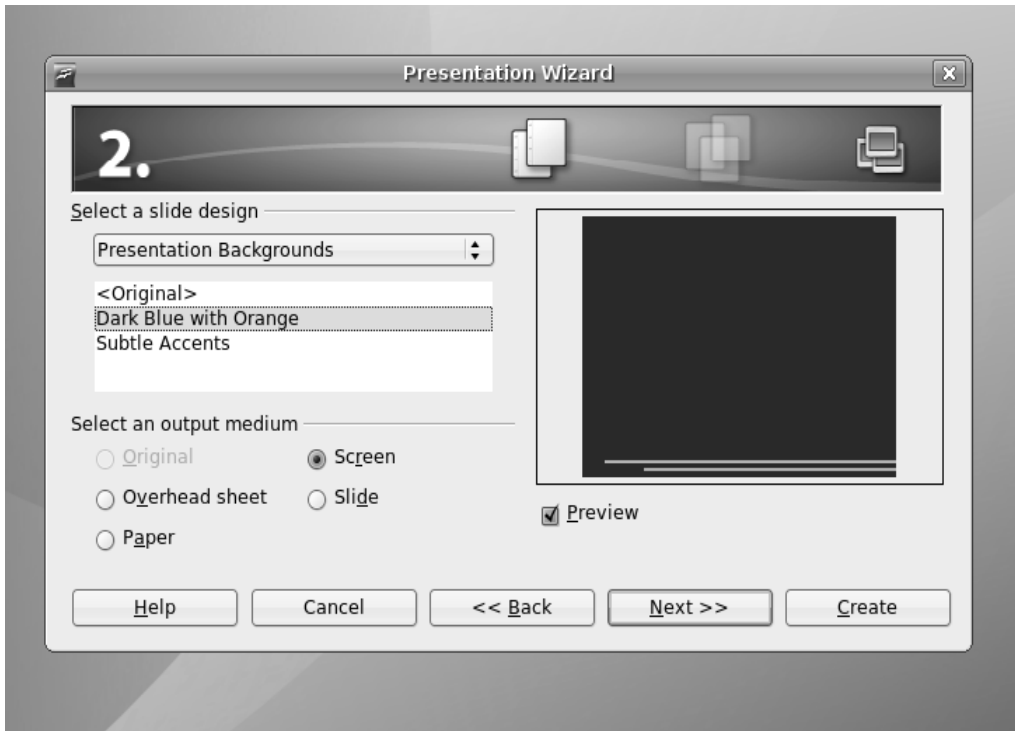 Presentation Wizard
2.
Select a slide design
Presentation Backgrounds
<Original>
Dark Blue with Orange
Subtle Accents
Select an output medium
Original
Screen
Overhead sheet
Slide
Paper
Preview
Help
Cancel
<< Back
Next >>
Create